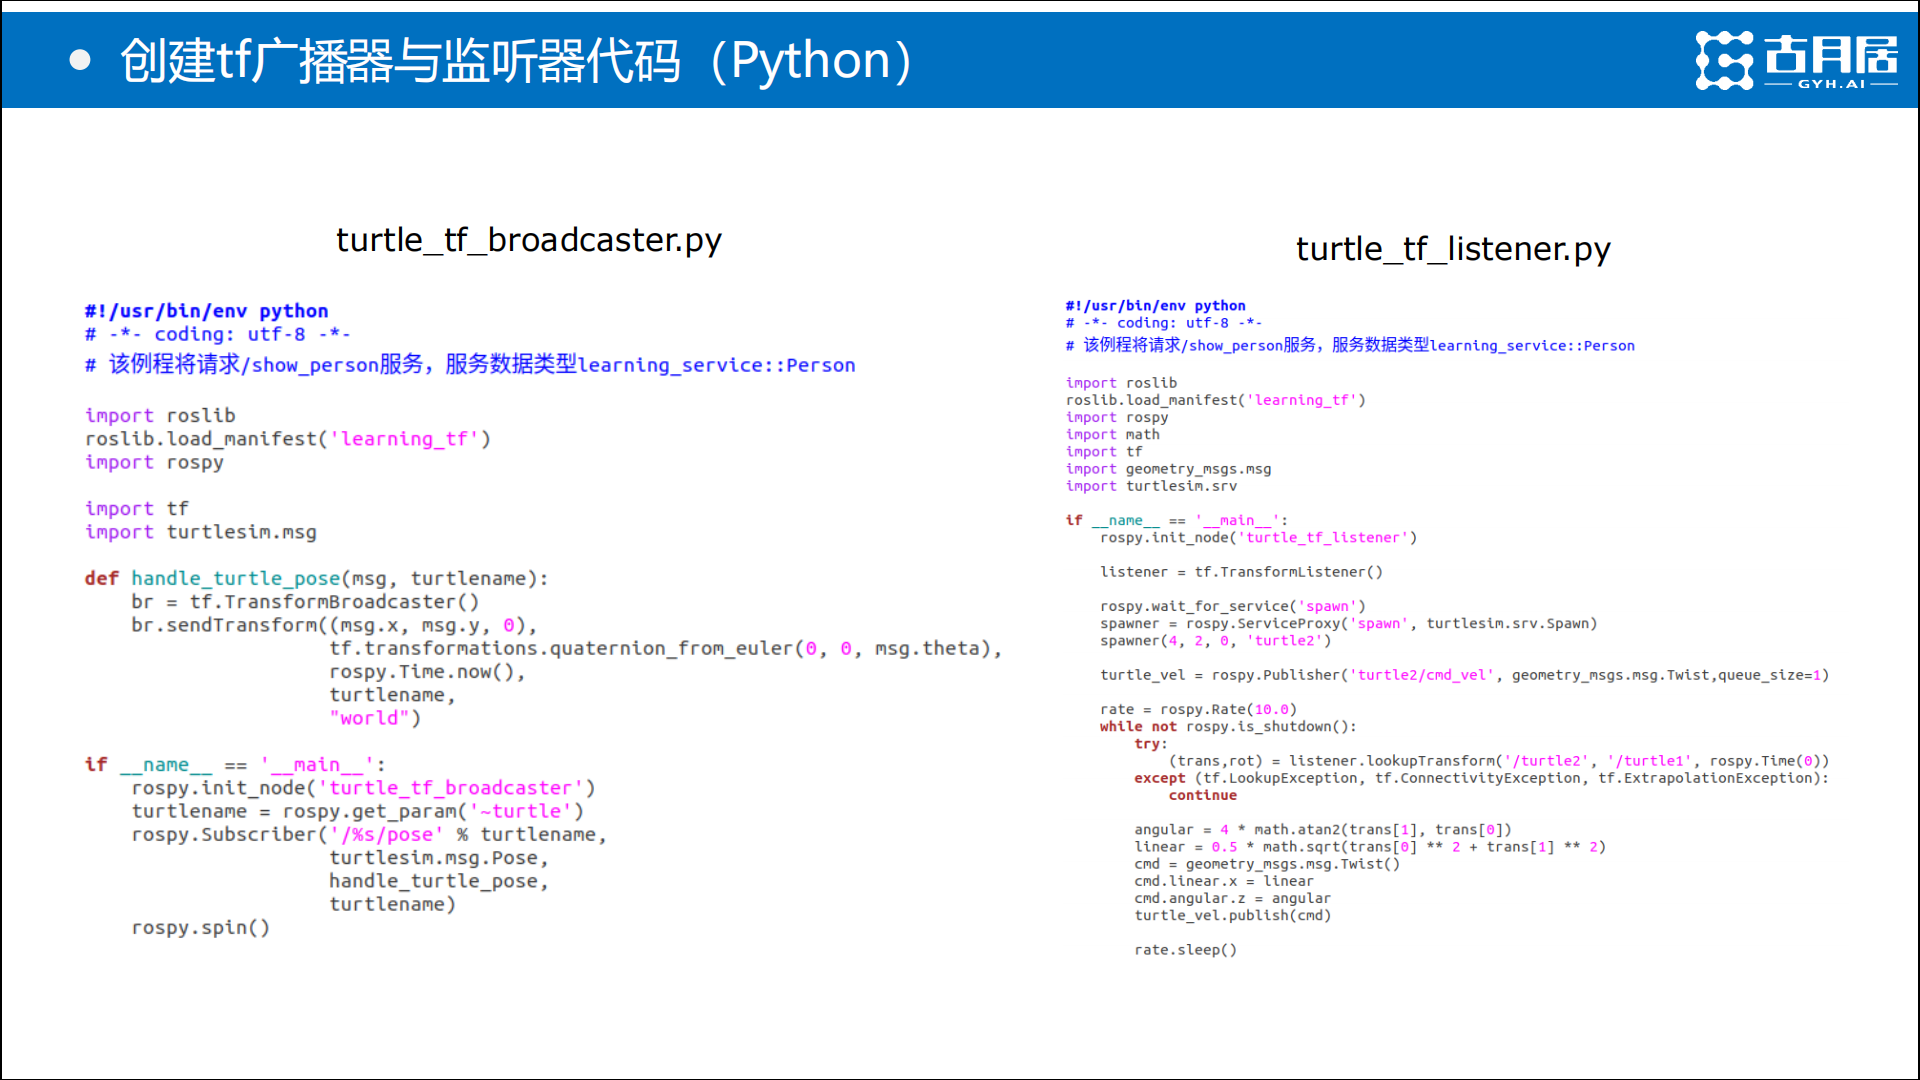 ● 创建tf广播器与监听器代码（Python）
古月居
GYH.AI
turtle_tf_broadcaster.py
#!/usr/bin/env python
# -*- coding: utf-8 -*-
# 该例程将请求/show_person服务，服务数据类型learning_service::Person
import roslib
roslib.load_manifest('learning_tf')
import rospy
import tf
import turtlesim.msg
def handle_turtle_pose(msg, turtlename):
    br = tf.TransformBroadcaster()
    br.sendTransform((msg.x, msg.y, 0),
                     tf.transformations.quaternion_from_euler(0, 0, msg.theta),
                     rospy.Time.now(),
                     turtlename,
                     "world")
if __name__ == '__main__':
    rospy.init_node('turtle_tf_broadcaster')
    turtlename = rospy.get_param('~turtle')
    rospy.Subscriber('/%s/pose' % turtlename,
                     turtlesim.msg.Pose,
                     handle_turtle_pose,
                     turtlename)
    rospy.spin()
turtle_tf_listener.py
#!/usr/bin/env python
# -*- coding: utf-8 -*-
# 该例程将请求/show_person服务，服务数据类型learning_service::Person
import roslib
roslib.load_manifest('learning_tf')
import rospy
import math
import tf
import geometry_msgs.msg
import turtlesim.srv
if __name__ == '__main__':
    rospy.init_node('turtle_tf_listener')
    listener = tf.TransformListener()
    rospy.wait_for_service('spawn')
    spawner = rospy.ServiceProxy('spawn', turtlesim.srv.Spawn)
    spawner(4, 2, 0, 'turtle2')
    turtle_vel = rospy.Publisher('turtle2/cmd_vel', geometry_msgs.msg.Twist,queue_size=1)
    rate = rospy.Rate(10.0)
    while not rospy.is_shutdown():
        try:
            (trans,rot) = listener.lookupTransform('/turtle2', '/turtle1', rospy.Time(0))
        except (tf.LookupException, tf.ConnectivityException, tf.ExtrapolationException):
            continue
        angular = 4 * math.atan2(trans[1], trans[0])
        linear = 0.5 * math.sqrt(trans[0] ** 2 + trans[1] ** 2)
        cmd = geometry_msgs.msg.Twist()
        cmd.linear.x = linear
        cmd.angular.z = angular
        turtle_vel.publish(cmd)
        rate.sleep()